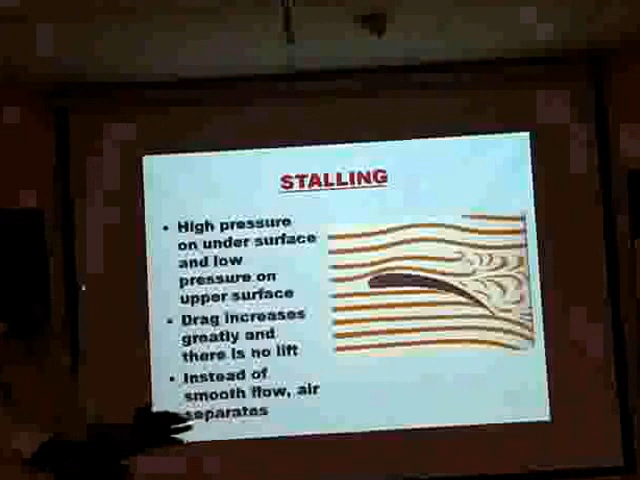 STALLING
• High pressure
on under surface
and low
pressure on
upper surface
• Drag increases
greatly and
there is no lift
• Instead of
smooth flow, air
separates